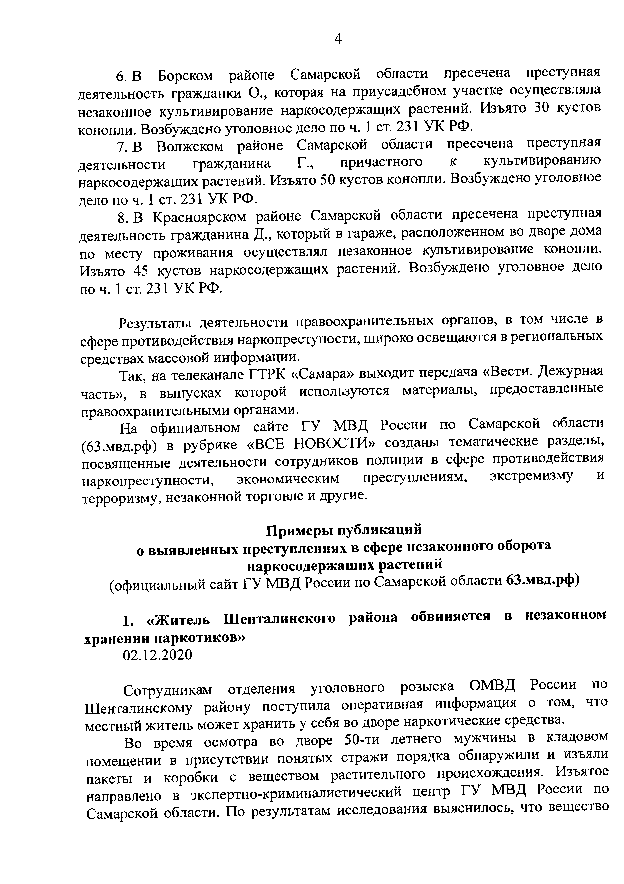 4
6. В Борском районе Самарской области пресечена преступная
деятельность гражданки О., которая на приусадебном участке осуществляла
незаконное культивирование наркосодержащих растений. Изъято 30 кустов
конопли. Возбуждено уголовное дело по ч. 1 ст. 231 УК РФ.
7. В Волжском районе Самарской области пресечена преступная
деятельности гражданина Г., причастного к культивированию
наркосодержащих растений. Изъято 50 кустов конопли. Возбуждено уголовное
дело по ч. 1 ст. 231 УК РФ.
8. В Красноярском районе Самарской области пресечена преступная
деятельность гражданина Д., который в гараже, расположенном во дворе дома
по месту проживания осуществлял незаконное культивирование конопли.
Изъято 45 кустов наркосодержащих растений. Возбуждено уголовное дело
по ч. 1 ст. 231 УК РФ.
Результаты деятельности правоохранительных органов, в том числе в
сфере противодействия наркопреступности, широко освещаются в региональных
средствах массовой информации.
Так, на телеканале ГТРК «Самара» выходит передача «Вести. Дежурная
часть», в выпусках которой используются материалы, предоставленные
правоохранительными органами.
На официальном сайте ГУ МВД России по Самарской области
(63.мвд.рф) в рубрике «ВСЕ НОВОСТИ» созданы тематические разделы,
посвященные деятельности сотрудников полиции в сфере противодействия
наркопреступности, экономическим преступлениям, экстремизму и
терроризму, незаконной торговле и другие.
Примеры публикаций
о выявленных преступлениях в сфере незаконного оборота
наркосодержащих растений
(официальный сайт ГУ МВД России по Самарской области 63.мвд.рф)
1. «Житель Шенталинского района обвиняется в незаконном
хранении наркотиков»
02.12.2020
Сотрудникам отделения уголовного розыска ОМВД России по
Шенталинскому району поступила оперативная информация о том, что
местный житель может хранить у себя во дворе наркотические средства.
Во время осмотра во дворе 50-ти летнего мужчины в кладовом
помещении в присутствии понятых стражи порядка обнаружили и изъяли
пакеты и коробки с веществом растительного происхождения. Изъятое
направлено в экспертно-криминалистический центр ГУ МВД России по
Самарской области. По результатам исследования выяснилось, что вещество